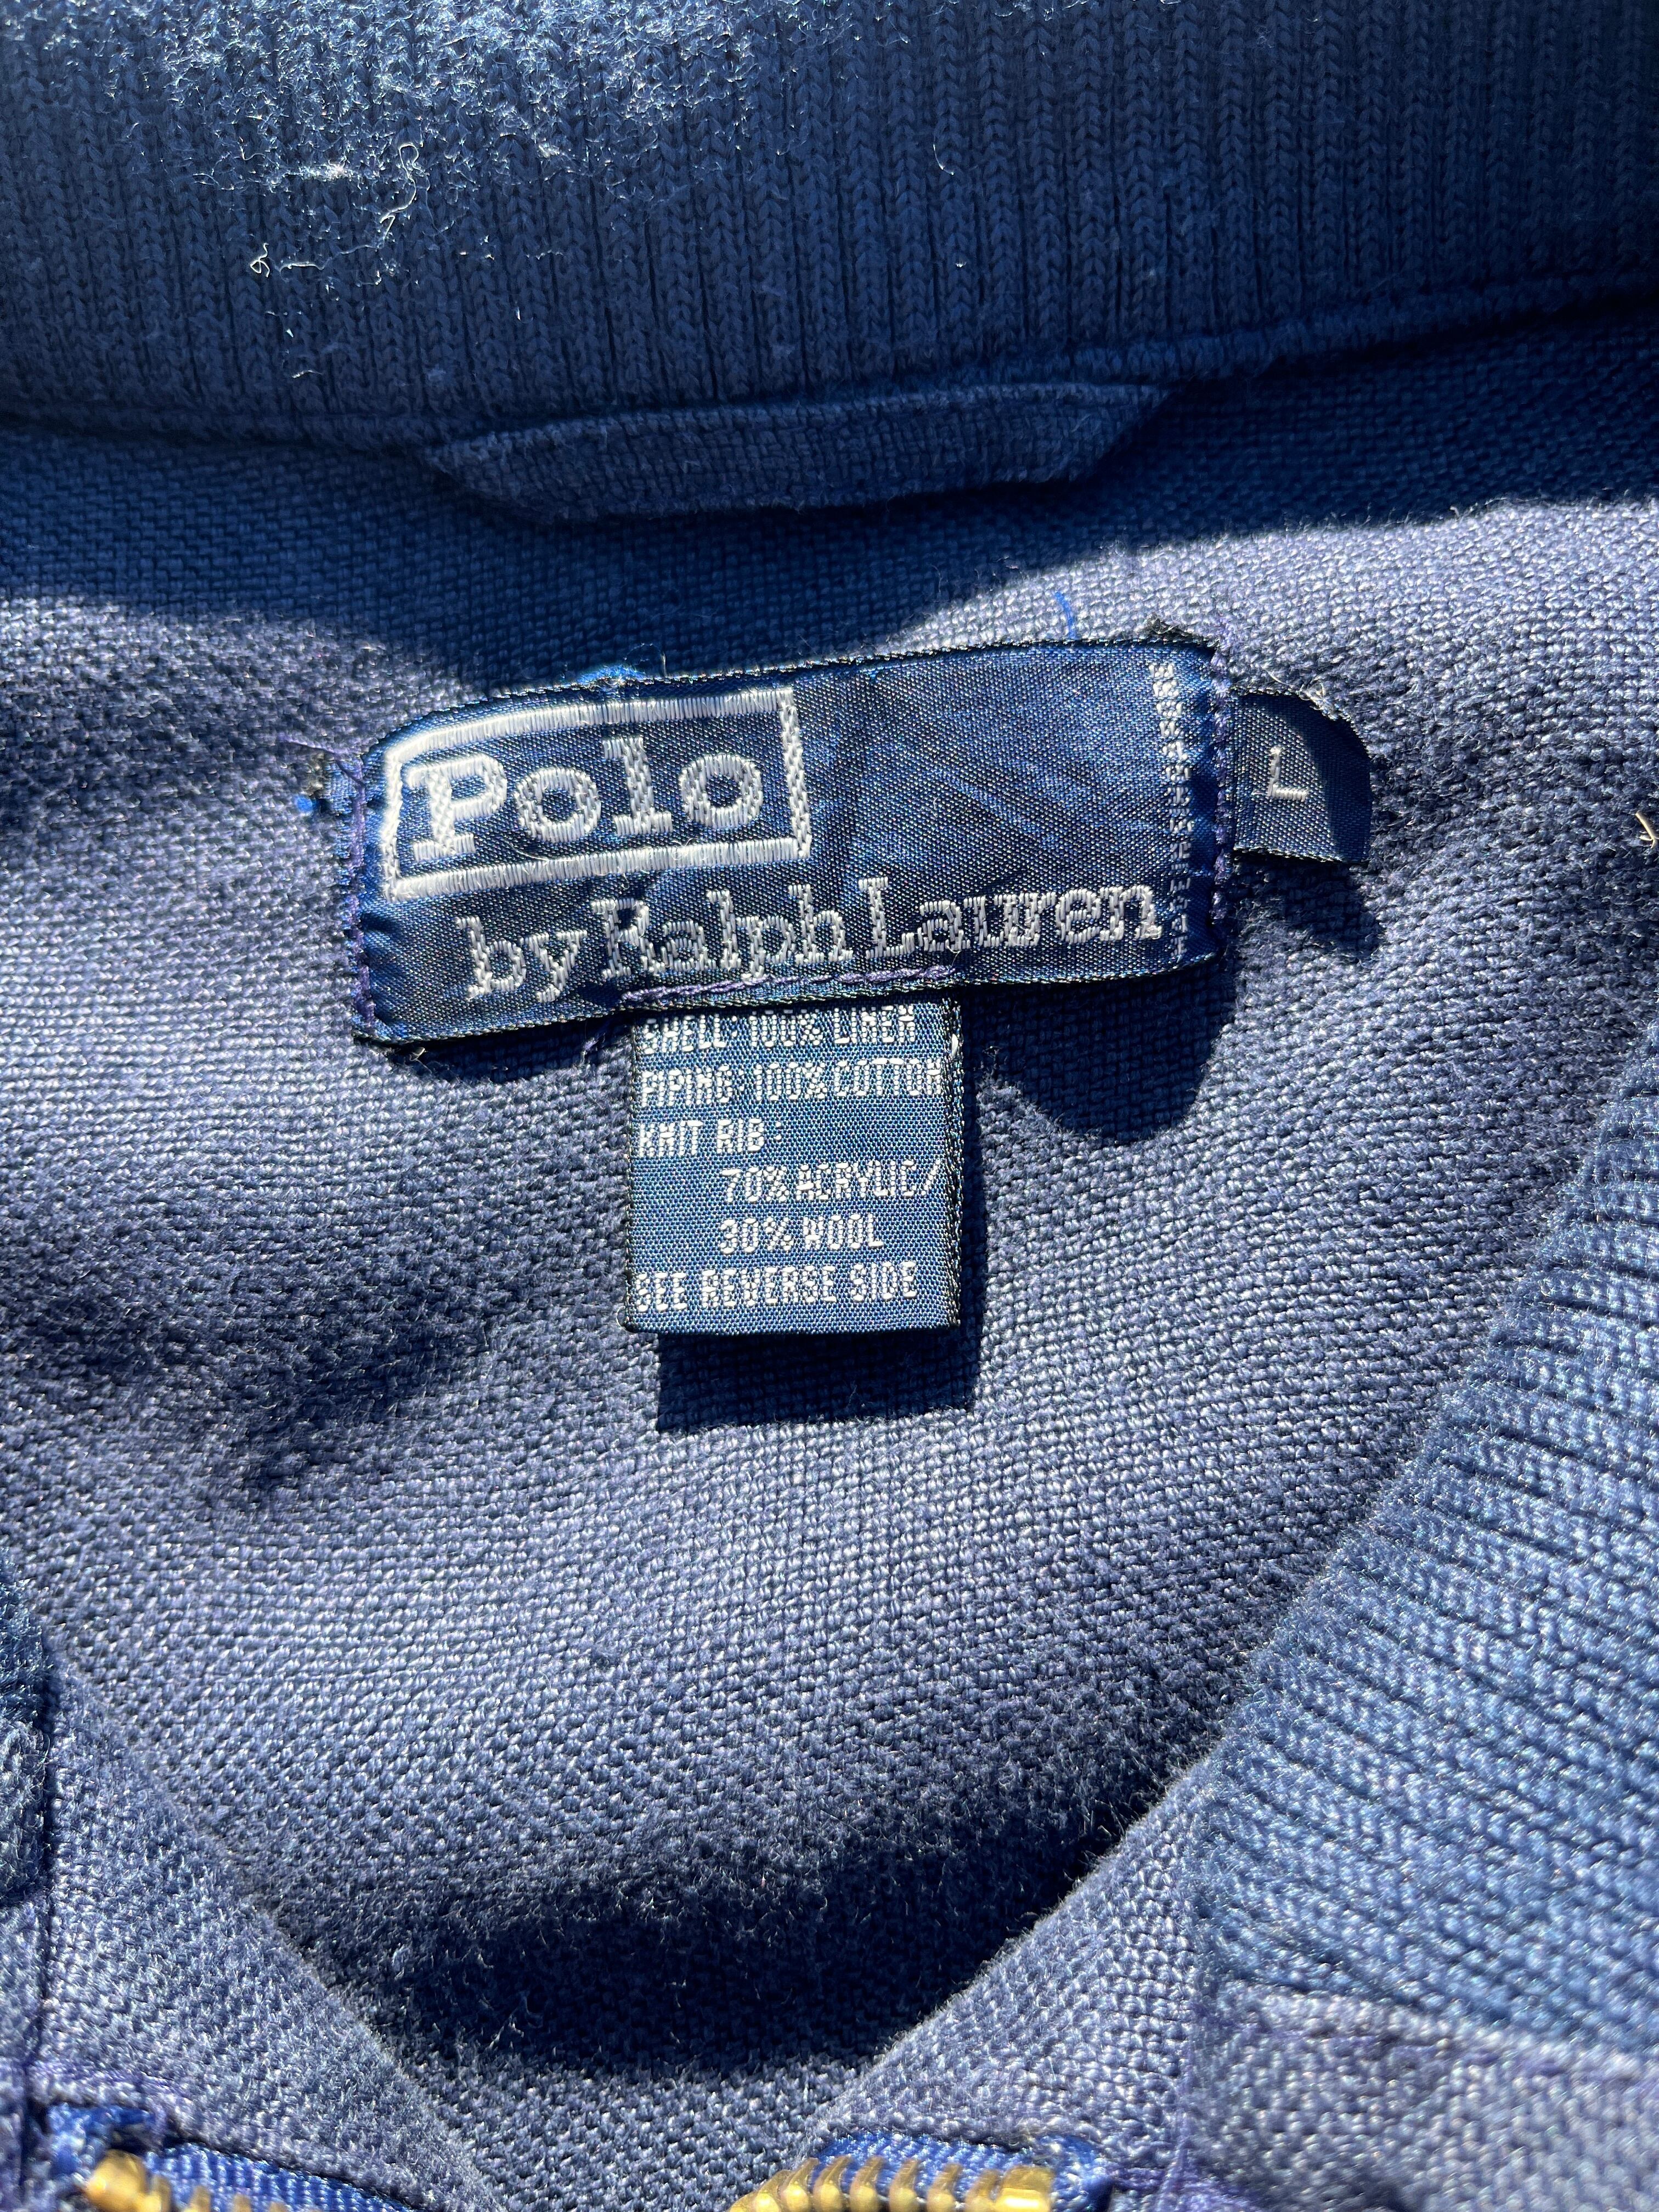 Polo
by Ralph Lauren
L
SHELL 100% LINEN
PIPING 100% COTTON
KNIT RIB:
70% ACRYLIC/
30% WOOL
SEE REVERSE SIDE